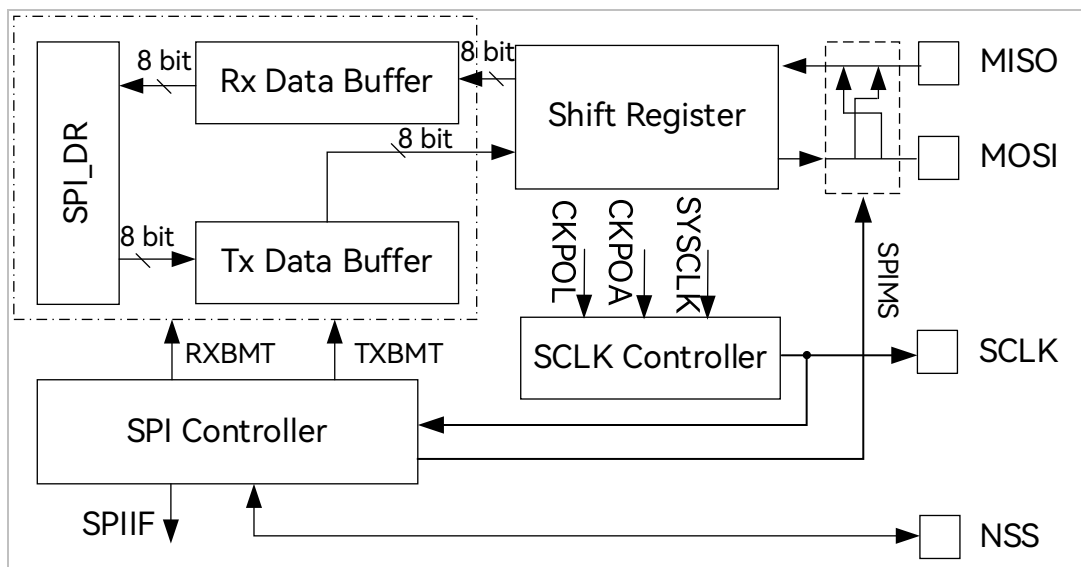 8 bit
Rx Data Buffer
8 bit
Shift Register
MISO
MOSI
SPI_DR
8 bit
8 bit
Tx Data Buffer
CKPOL
CKPOA
SYSCLK
SPIMS
RXBMT
TXBMT
SCLK Controller
SCLK
SPI Controller
SPIIF
NSS